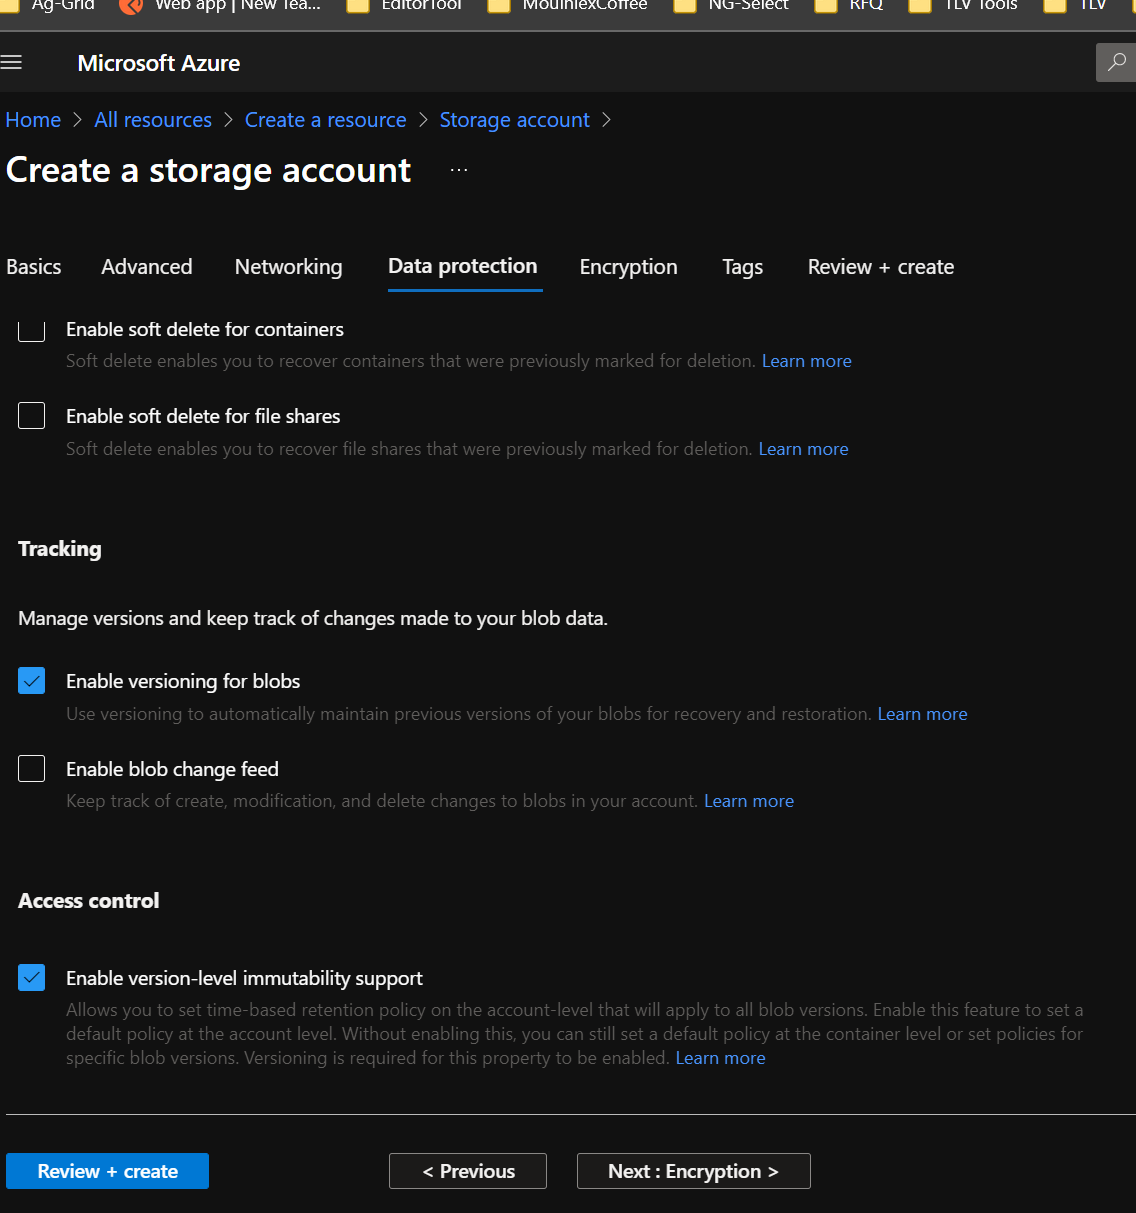 Ag-Grid Web app | New Tea... EditorTool MoulnlexCoffee NG-Select RFQ TLV Tools TLV
Microsoft Azure
Home > All resources > Create a resource > Storage account >
Create a storage account ...
Basics Advanced Networking Data protection Encryption Tags Review + create
Enable soft delete for containers
Soft delete enables you to recover containers that were previously marked for deletion. Learn more
Enable soft delete for file shares
Soft delete enables you to recover file shares that were previously marked for deletion. Learn more
Tracking
Manage versions and keep track of changes made to your blob data.
Enable versioning for blobs
Use versioning to automatically maintain previous versions of your blobs for recovery and restoration. Learn more
Enable blob change feed
Keep track of create, modification, and delete changes to blobs in your account. Learn more
Access control
Enable version-level immutability support
Allows you to set time-based retention policy on the account-level that will apply to all blob versions. Enable this feature to set a
default policy at the account level. Without enabling this, you can still set a default policy at the container level or set policies for
specific blob versions. Versioning is required for this property to be enabled. Learn more
Review + create < Previous Next : Encryption >